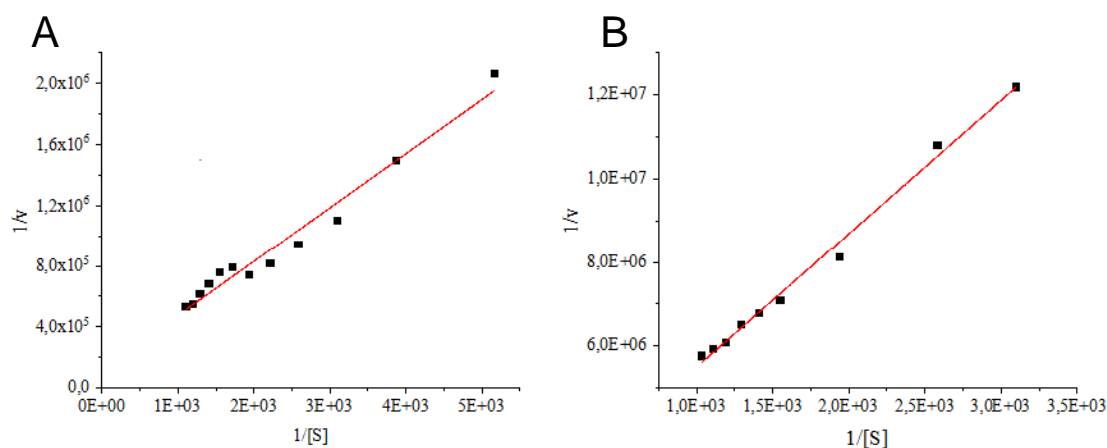 A
2,0x10⁶
1,6x10⁶
1,2x10⁶
8,0x10⁵
4,0x10⁵
0,0
1/v
0E+00 1E+03 2E+03 3E+03 4E+03 5E+03
1/[S]
B
1,2E+07
1,0E+07
8,0E+06
6,0E+06
1/v
1,0E+03 1,5E+03 2,0E+03 2,5E+03 3,0E+03 3,5E+03
1/[S]